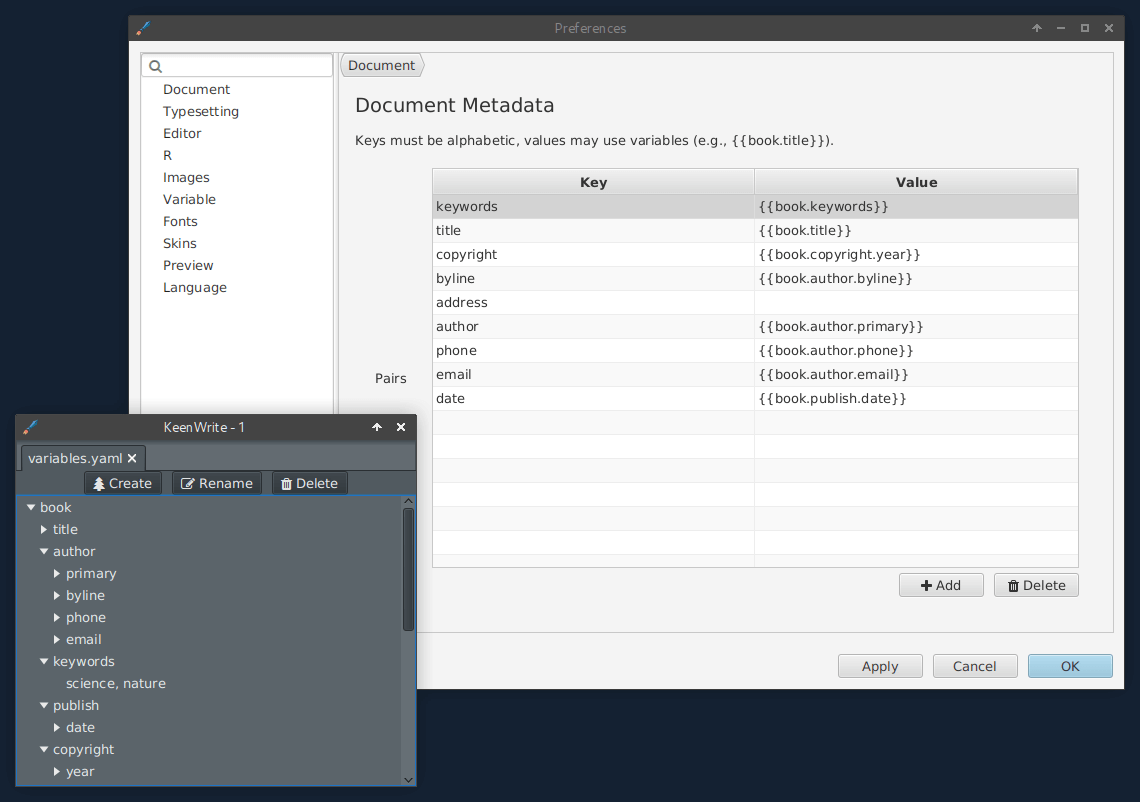 Preferences
Document
Typesetting
Editor
R
Images
Variable
Fonts
Skins
Preview
Language
Document
Document Metadata
Keys must be alphabetic, values may use variables (e.g., {{book.title}}).
Pairs
Key Value
keywords {{book.keywords}}
title {{book.title}}
copyright {{book.copyright.year}}
byline {{book.author.byline}}
address
author {{book.author.primary}}
phone {{book.author.phone}}
email {{book.author.email}}
date {{book.publish.date}}
Add Delete
Apply Cancel OK
KeenWrite - 1
variables.yaml
Create Rename Delete
book
title
author
primary
byline
phone
email
keywords
science, nature
publish
date
copyright
year